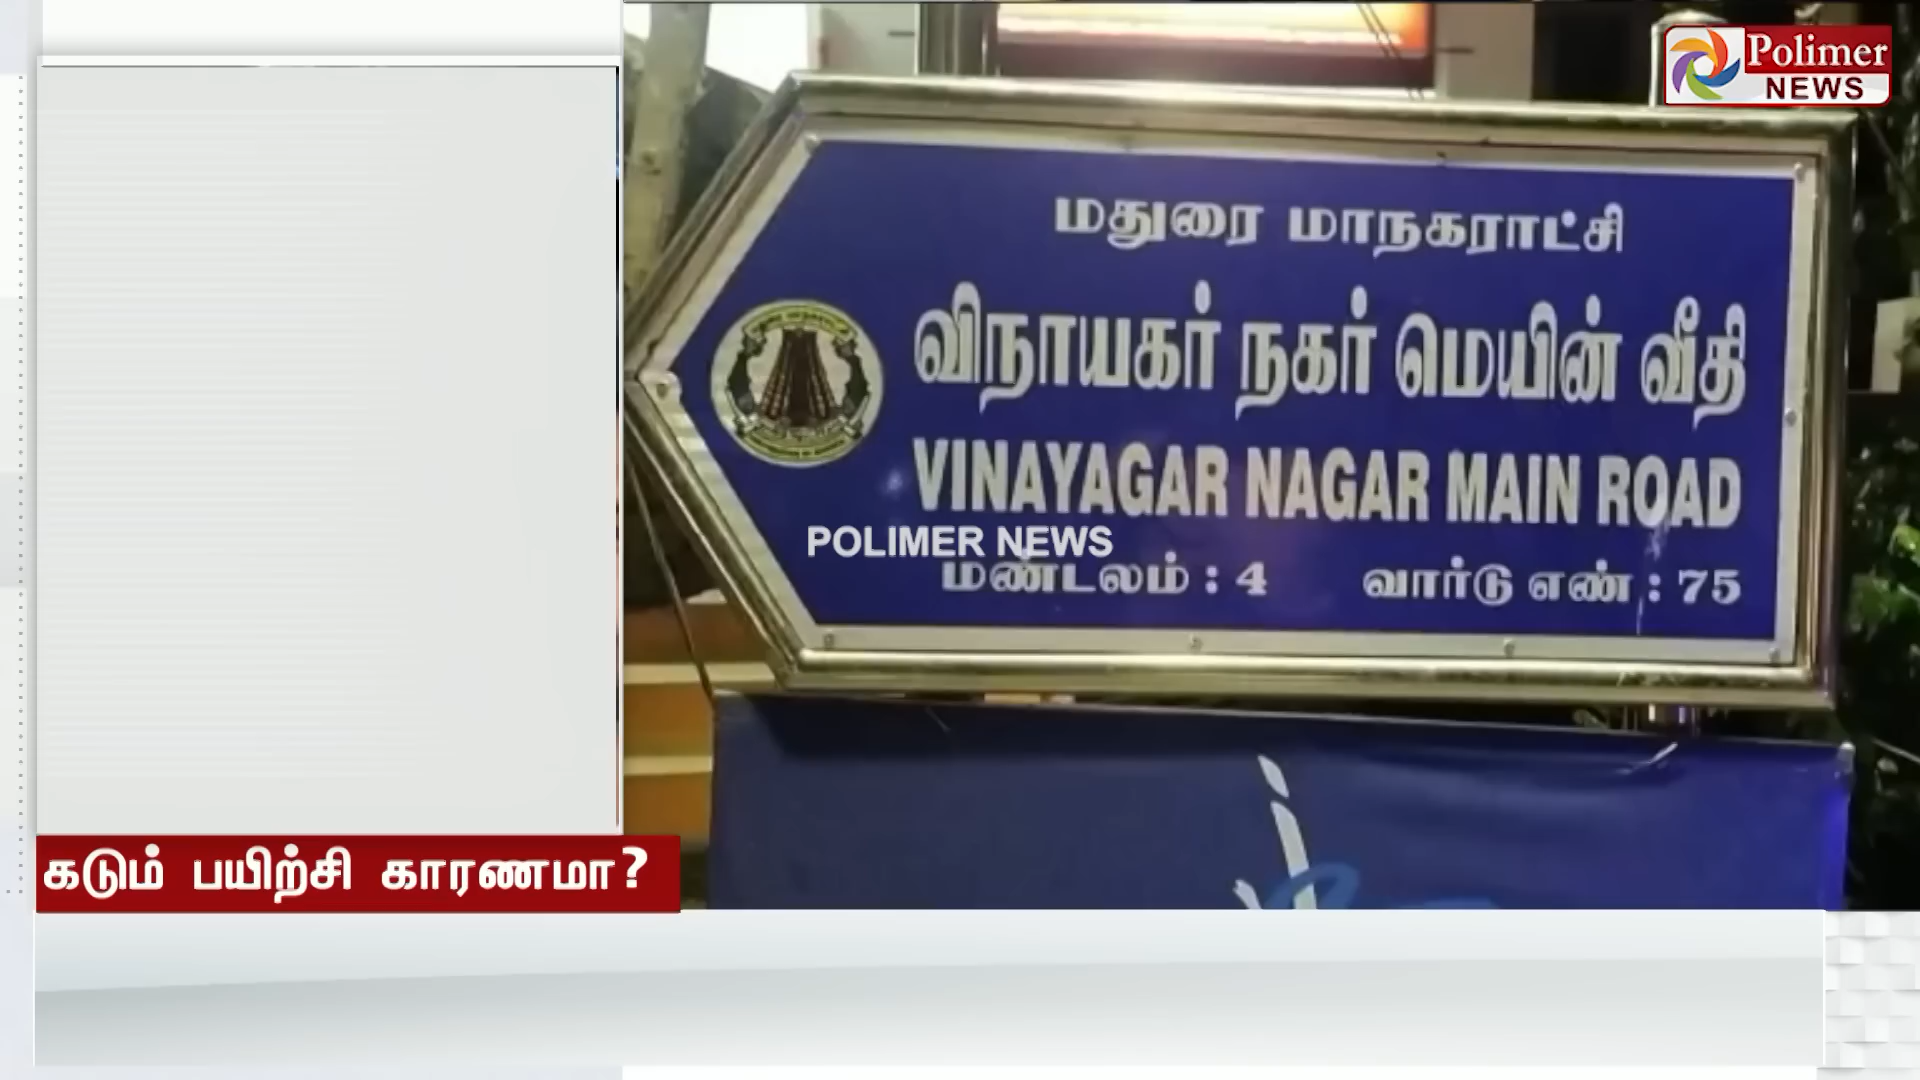 Polimer
NEWS
மதுரை மாநகராட்சி
விநாயகர் நகர் மெயின் வீதி
VINAYAGAR NAGAR MAIN ROAD
POLIMER NEWS
மண்டலம் : 4 வார்டு எண் : 75
கடும் பயிற்சி காரணமா?